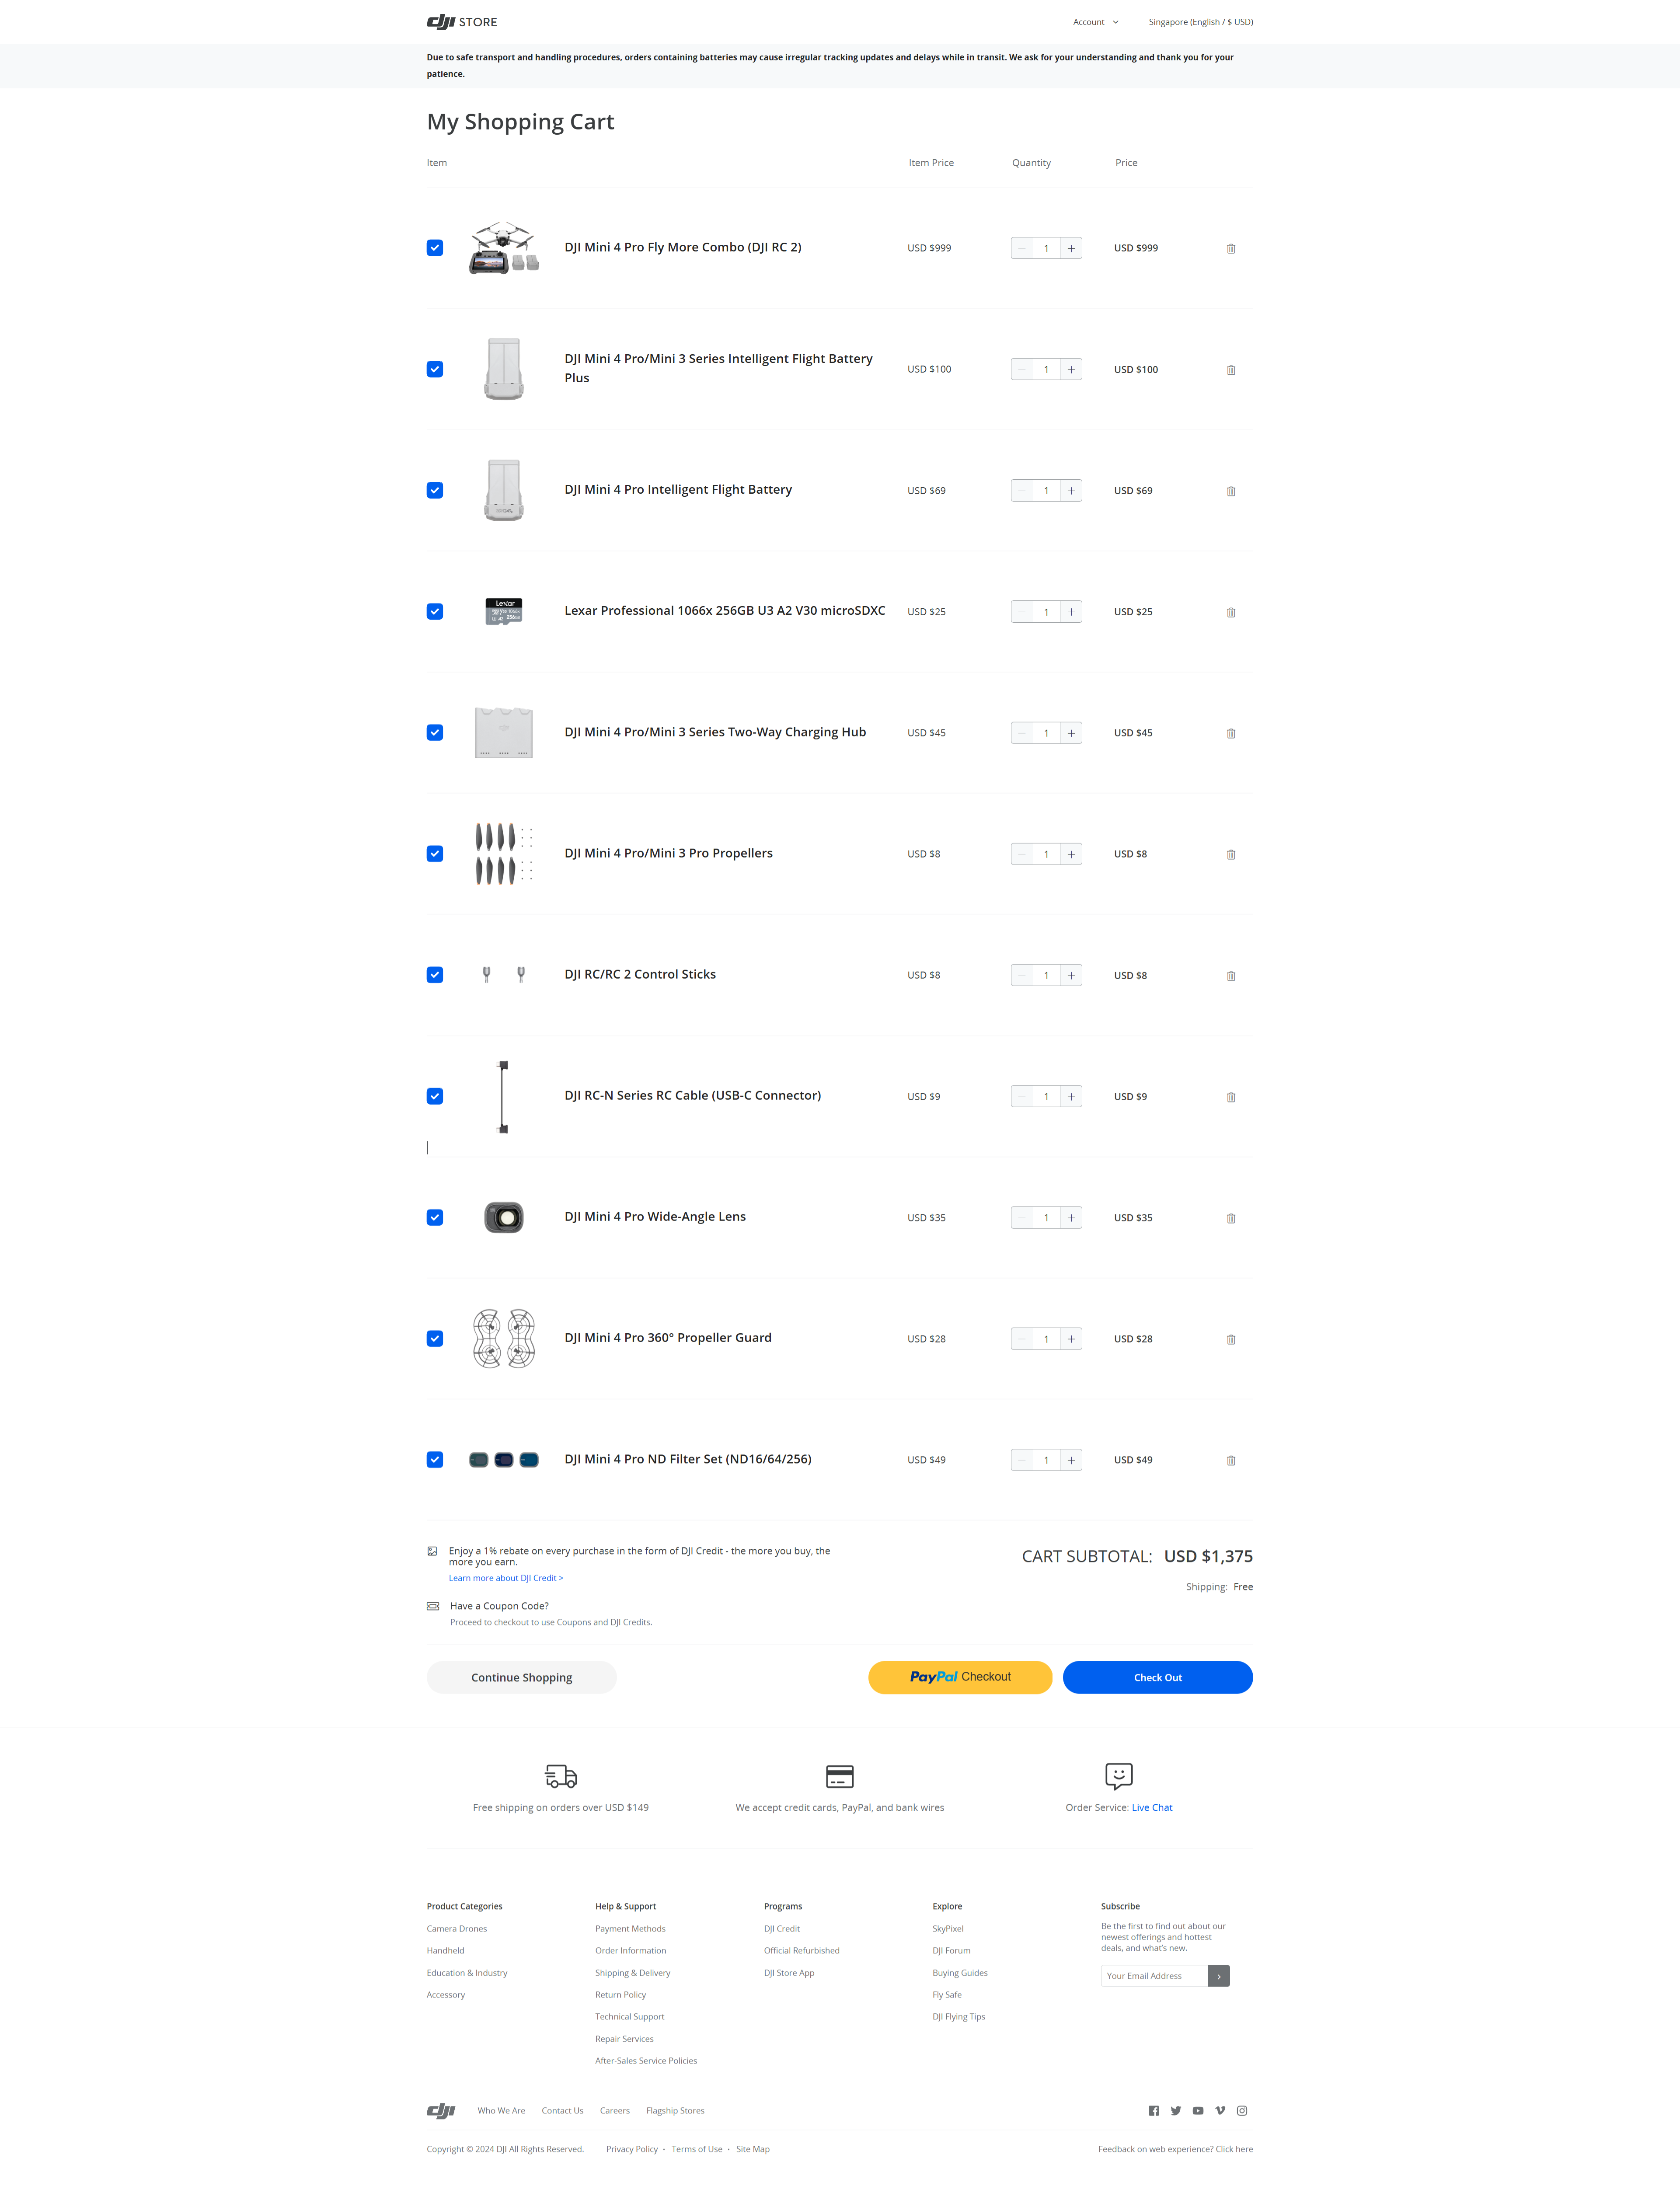 dji STORE
Account
Singapore (English / $ USD)
Due to safe transport and handling procedures, orders containing batteries may cause irregular tracking updates and delays while in transit. We ask for your understanding and thank you for your
patience.
My Shopping Cart
Item Item Price Quantity Price
DJI Mini 4 Pro Fly More Combo (DJI RC 2) USD $999 1 USD $999
DJI Mini 4 Pro/Mini 3 Series Intelligent Flight Battery
Plus
USD $100 1 USD $100
DJI Mini 4 Pro Intelligent Flight Battery USD $69 1 USD $69
Lexar
256GB
Lexar Professional 1066x 256GB U3 A2 V30 microSDXC USD $25 1 USD $25
DJI Mini 4 Pro/Mini 3 Series Two-Way Charging Hub USD $45 1 USD $45
DJI Mini 4 Pro/Mini 3 Pro Propellers USD $8 1 USD $8
DJI RC/RC 2 Control Sticks USD $8 1 USD $8
DJI RC-N Series RC Cable (USB-C Connector) USD $9 1 USD $9
DJI Mini 4 Pro Wide-Angle Lens USD $35 1 USD $35
DJI Mini 4 Pro 360° Propeller Guard USD $28 1 USD $28
DJI Mini 4 Pro ND Filter Set (ND16/64/256) USD $49 1 USD $49
Enjoy a 1% rebate on every purchase in the form of DJI Credit - the more you buy, the
more you earn.
Learn more about DJI Credit >
Have a Coupon Code?
Proceed to checkout to use Coupons and DJI Credits.
CART SUBTOTAL: USD $1,375
Shipping: Free
Continue Shopping
PayPal Checkout
Check Out
Free shipping on orders over USD $149
We accept credit cards, PayPal, and bank wires
Order Service: Live Chat
Product Categories
Camera Drones
Handheld
Education & Industry
Accessory
Help & Support
Payment Methods
Order Information
Shipping & Delivery
Return Policy
Technical Support
Repair Services
After-Sales Service Policies
Programs
DJI Credit
Official Refurbished
DJI Store App
Explore
SkyPixel
DJI Forum
Buying Guides
Fly Safe
DJI Flying Tips
Subscribe
Be the first to find out about our
newest offerings and hottest
deals, and what's new.
Your Email Address
dji
Who We Are Contact Us Careers Flagship Stores
Copyright © 2024 DJI All Rights Reserved. Privacy Policy · Terms of Use · Site Map
Feedback on web experience? Click here